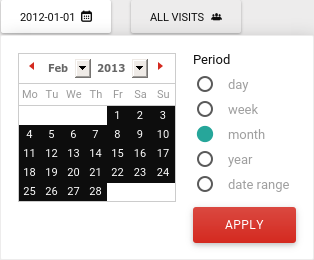 2012-01-01 ALL VISITS
Feb 2013
Mo Tu We Th Fr Sa Su
1 2 3
4 5 6 7 8 9 10
11 12 13 14 15 16 17
18 19 20 21 22 23 24
25 26 27 28
Period
day
week
month
year
date range
APPLY